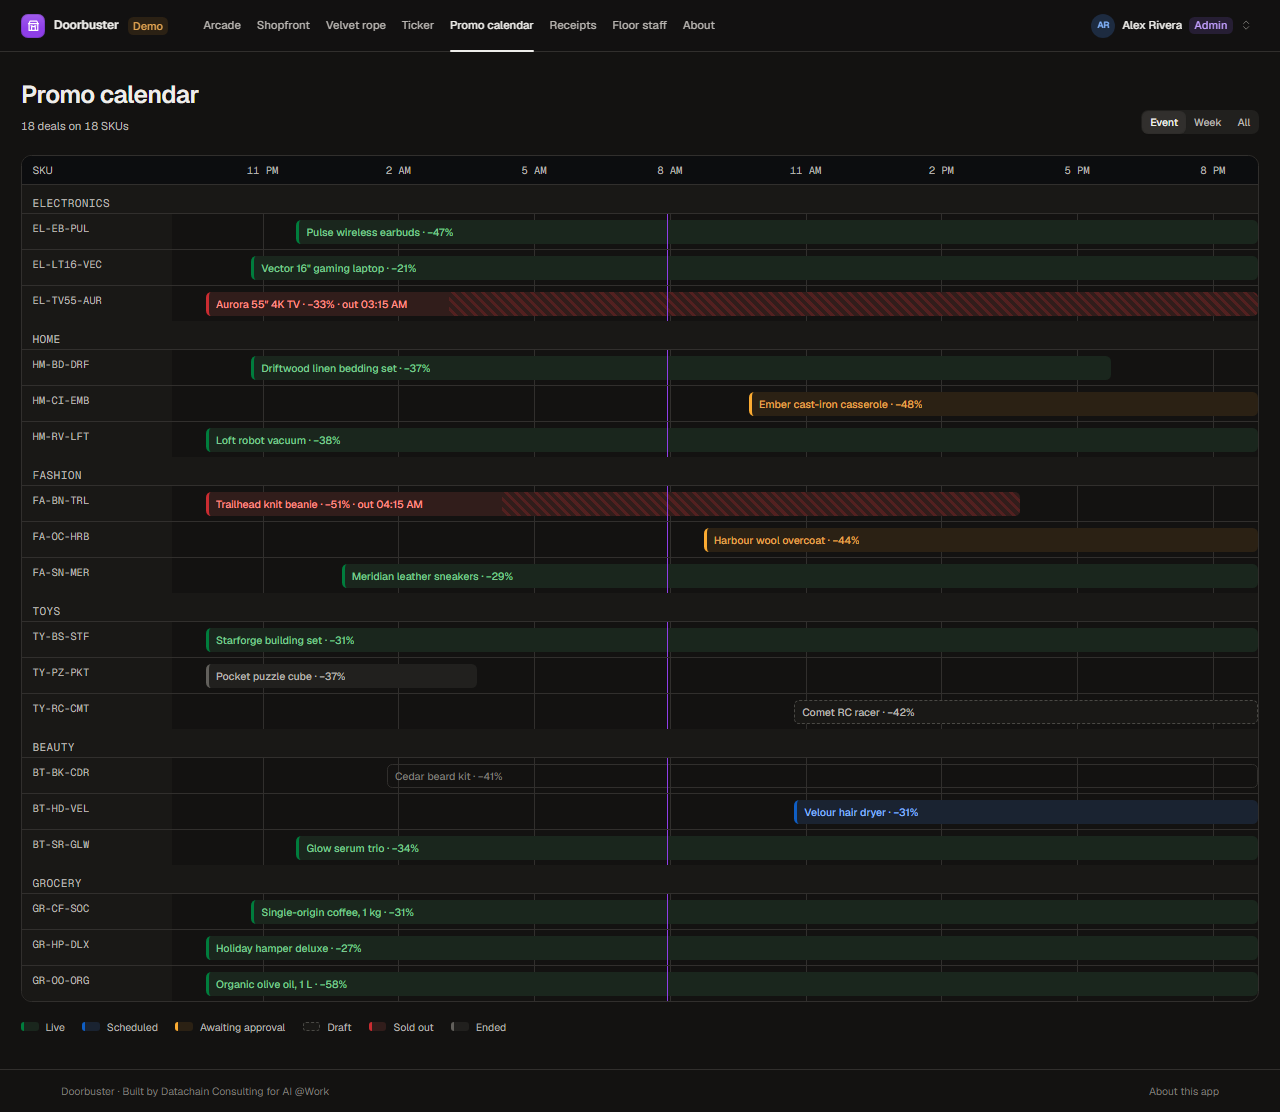 Doorbuster Demo Arcade Shopfront Velvet rope Ticker Promo calendar Receipts Floor staff About AR Alex Rivera Admin
Promo calendar
18 deals on 18 SKUs
Event Week All
SKU 11 PM 2 AM 5 AM 8 AM 11 AM 2 PM 5 PM 8 PM
ELECTRONICS
EL-EB-PUL Pulse wireless earbuds · −47%
EL-LT16-VEC Vector 16" gaming laptop · −21%
EL-TV55-AUR Aurora 55" 4K TV · −33% · out 03:15 AM
HOME
HM-BD-DRF Driftwood linen bedding set · −37%
HM-CI-EMB Ember cast-iron casserole · −48%
HM-RV-LFT Loft robot vacuum · −38%
FASHION
FA-BN-TRL Trailhead knit beanie · −51% · out 04:15 AM
FA-OC-HRB Harbour wool overcoat · −44%
FA-SN-MER Meridian leather sneakers · −29%
TOYS
TY-BS-STF Starforge building set · −31%
TY-PZ-PKT Pocket puzzle cube · −37%
TY-RC-CMT Comet RC racer · −42%
BEAUTY
BT-BK-CDR Cedar beard kit · −41%
BT-HD-VEL Velour hair dryer · −31%
BT-SR-GLW Glow serum trio · −34%
GROCERY
GR-CF-SOC Single-origin coffee, 1 kg · −31%
GR-HP-DLX Holiday hamper deluxe · −27%
GR-OO-ORG Organic olive oil, 1 L · −58%
Live Scheduled Awaiting approval Draft Sold out Ended
Doorbuster · Built by Datachain Consulting for AI @Work About this app